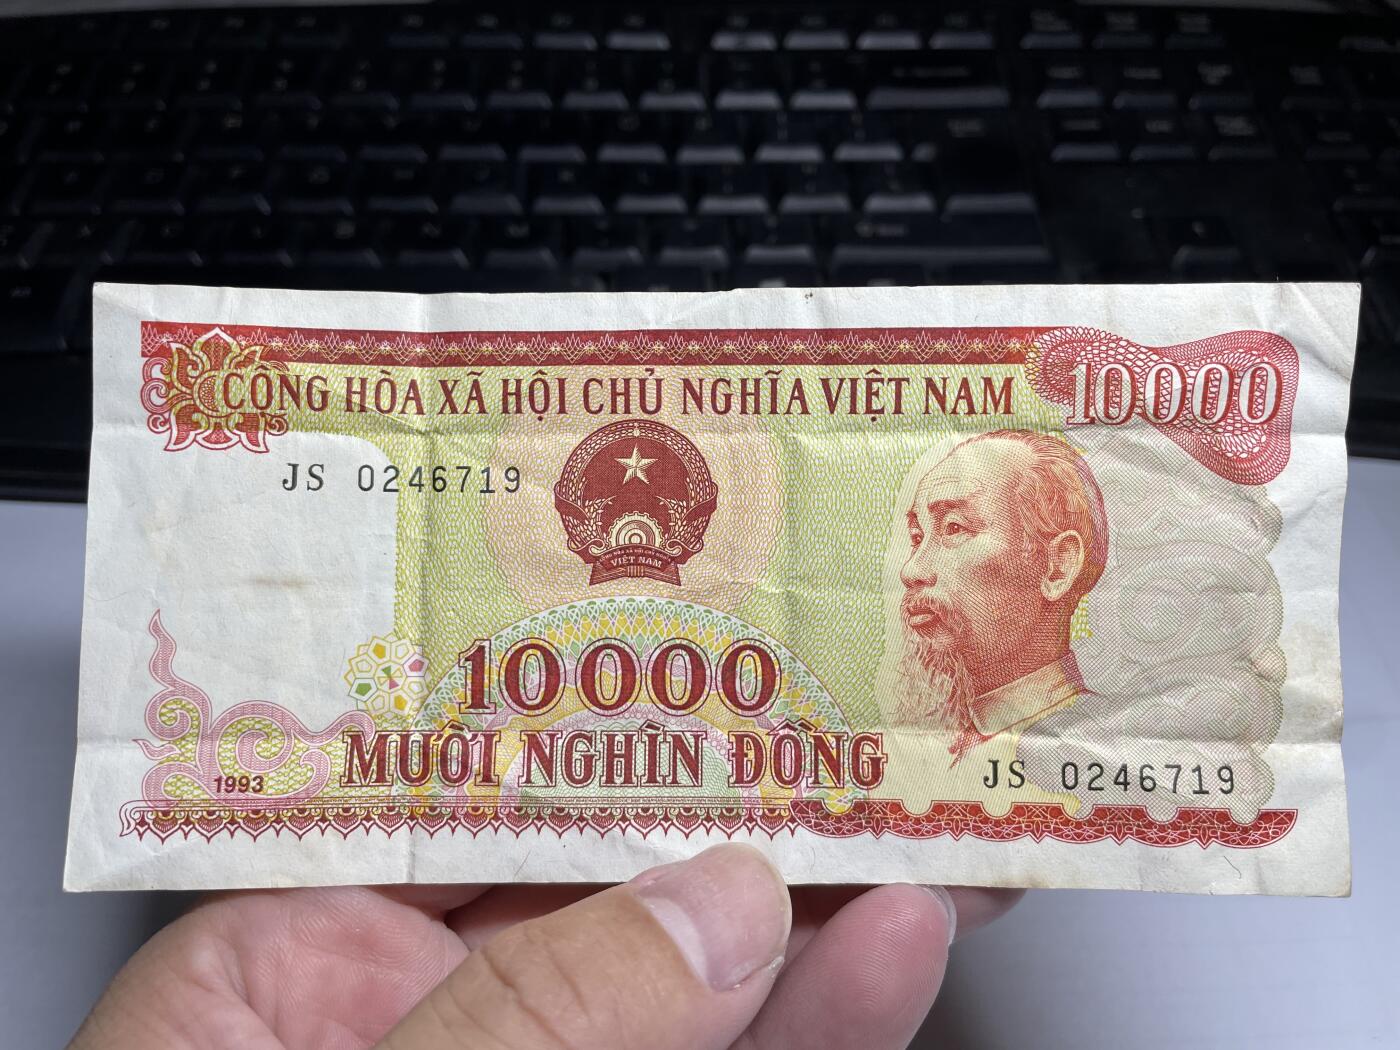 CỘNG HÒA XÃ HỘI CHỦ NGHĨA VIỆT NAM
10000
JS 0246719
VIỆT NAM
10000
MƯỜI NGHÌN ĐỒNG
1993
JS 0246719